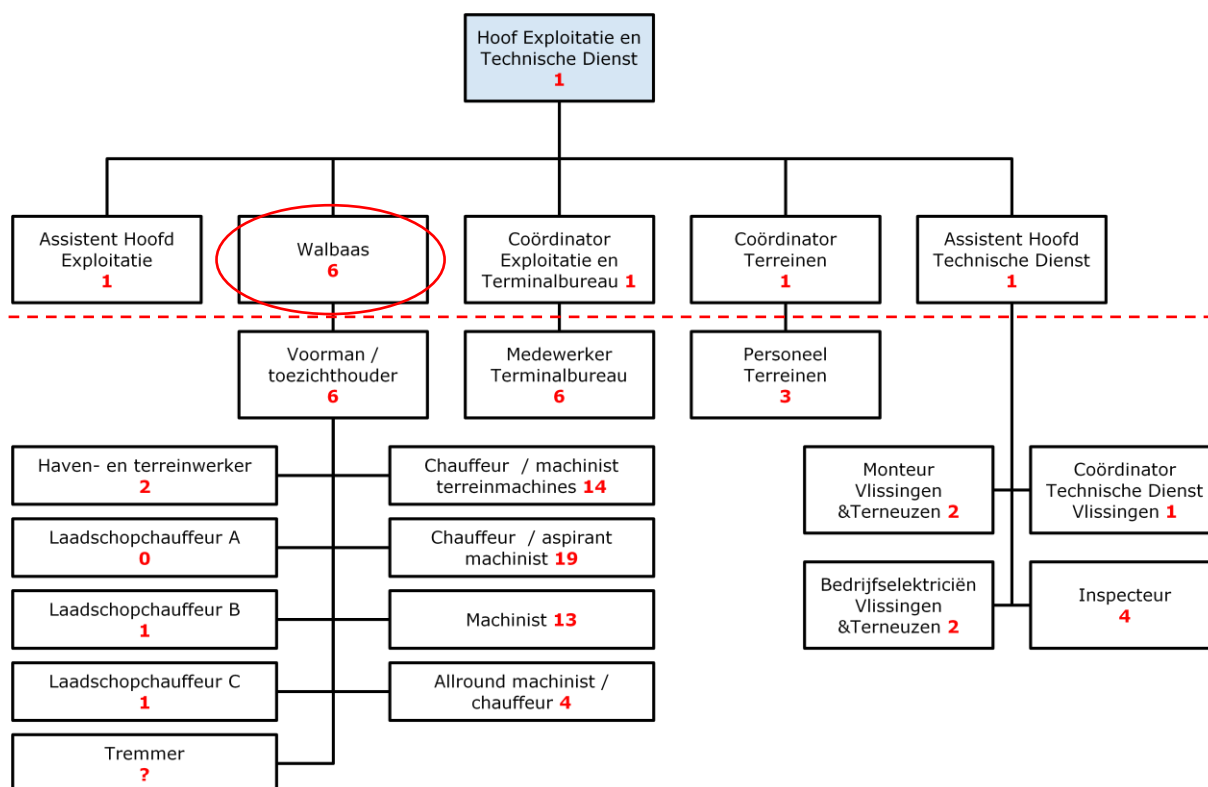 Hoof Exploitatie en
Technische Dienst
1
Assistent Hoofd
Exploitatie
1
Walbaas
6
Coördinator
Exploitatie en
Terminalbureau 1
Coördinator
Terreinen
1
Assistent Hoofd
Technische Dienst
1
Voorman /
toezichthouder
6
Medewerker
Terminalbureau
6
Personeel
Terreinen
3
Haven- en terreinwerker
2
Chauffeur / machinist
terreinmachines 14
Laadschopchauffeur A
0
Chauffeur / aspirant
machinist 19
Laadschopchauffeur B
1
Machinist 13
Laadschopchauffeur C
1
Allround machinist /
chauffeur 4
Tremmer
?
Monteur
Vlissingen
&Terneuzen 2
Coördinator
Technische Dienst
Vlissingen 1
Bedrijfselektriciën
Vlissingen
&Terneuzen 2
Inspecteur
4